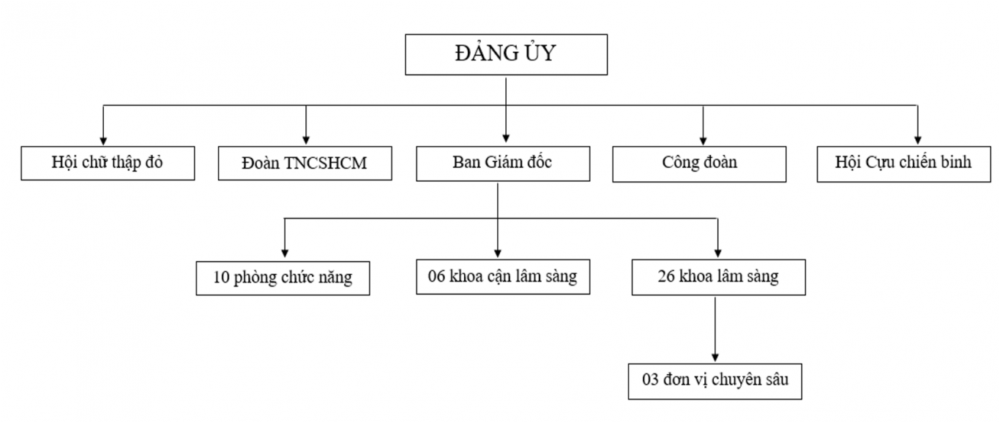 ĐẢNG ỦY
Hội chữ thập đỏ
Đoàn TNCSHCM
Ban Giám đốc
Công đoàn
Hội Cựu chiến binh
10 phòng chức năng
06 khoa cận lâm sàng
26 khoa lâm sàng
03 đơn vị chuyên sâu